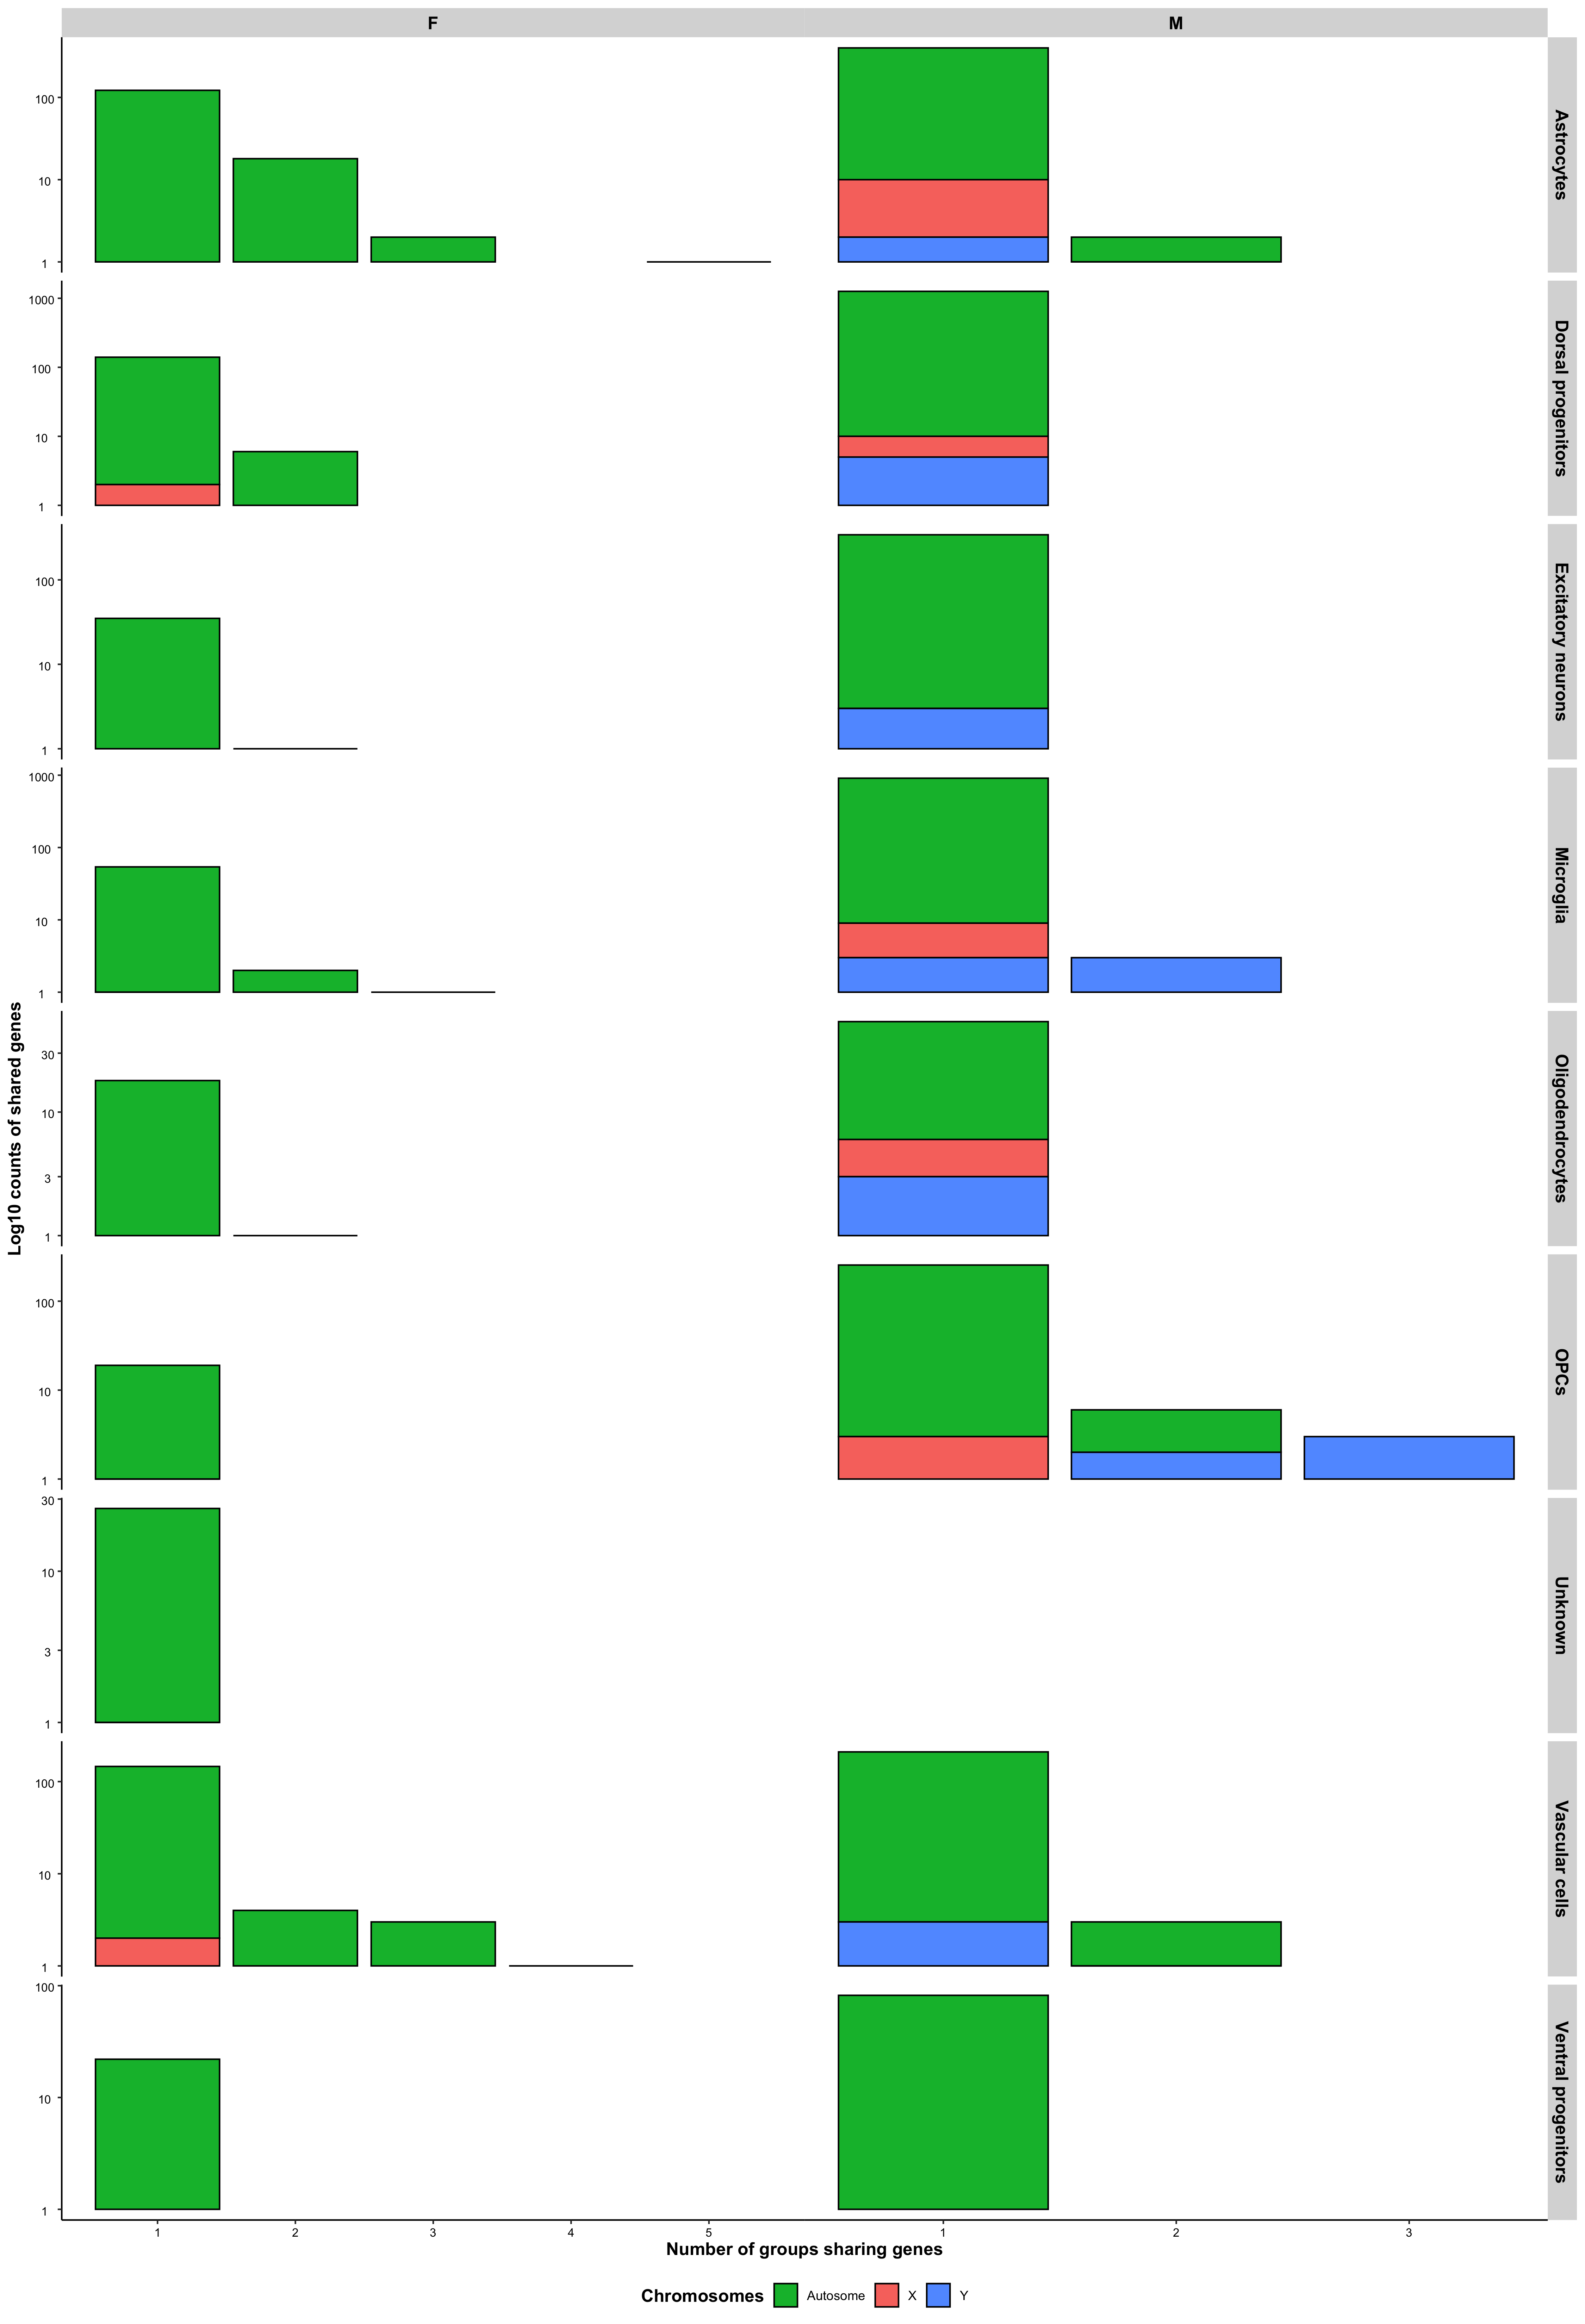 F
M
Log10 counts of shared genes
100
10
1
Astrocytes
1000
100
10
1
Dorsal progenitors
100
10
1
Excitatory neurons
1000
100
10
1
Microglia
30
10
3
1
Oligodendrocytes
100
10
1
OPCs
30
10
3
1
Unknown
100
10
1
Vascular cells
100
10
1
Ventral progenitors
1 2 3 4 5 1 2 3
Number of groups sharing genes
Chromosomes Autosome X Y